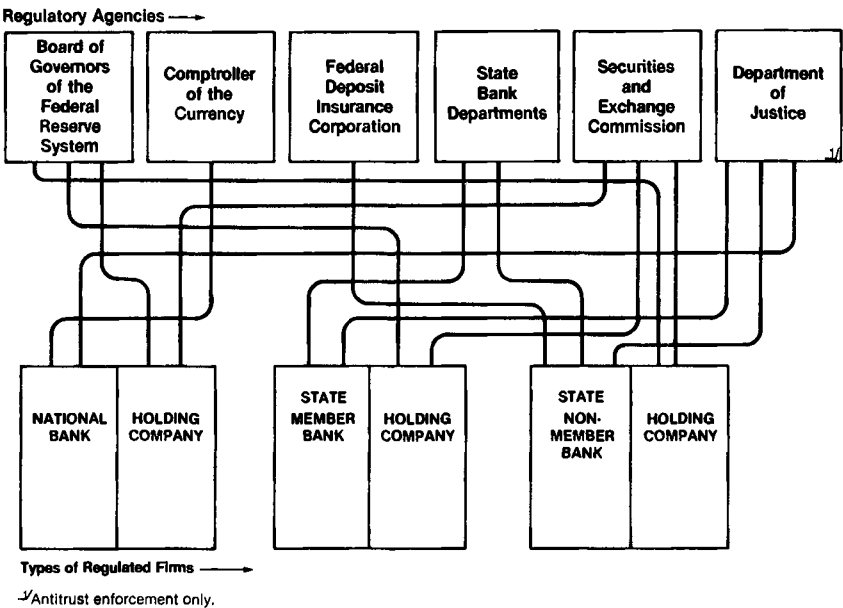 Regulatory Agencies
Board of
Governors
of the
Federal
Reserve
System
Comptroller
of the
Currency
Federal
Deposit
Insurance
Corporation
State
Bank
Departments
Securities
and
Exchange
Commission
Department
of
Justice
1/
NATIONAL
BANK
HOLDING
COMPANY
STATE
MEMBER
BANK
HOLDING
COMPANY
STATE
NON-
MEMBER
BANK
HOLDING
COMPANY
Types of Regulated Firms
1/Antitrust enforcement only.